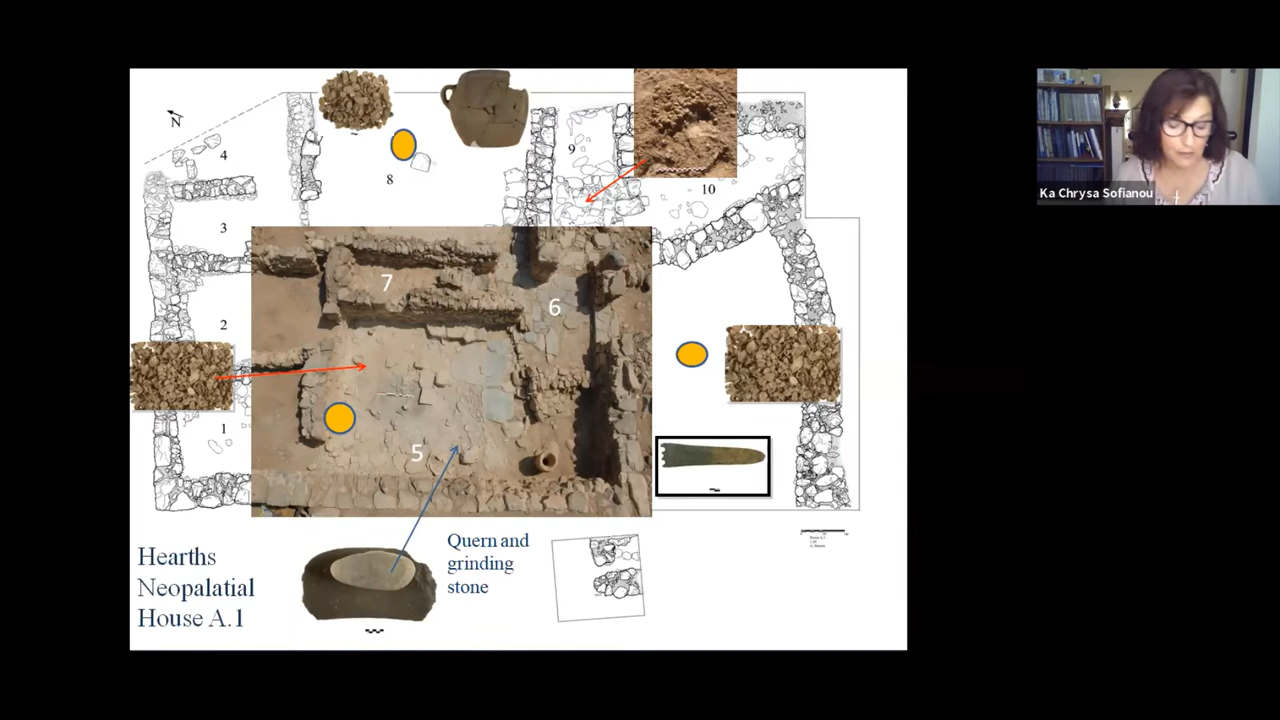 Ka Chrysa Sofianou
N
4
9
8
10
3
7
6
2
1
5
Hearths
Neopalatial
House A.1
Quern and
grinding
stone